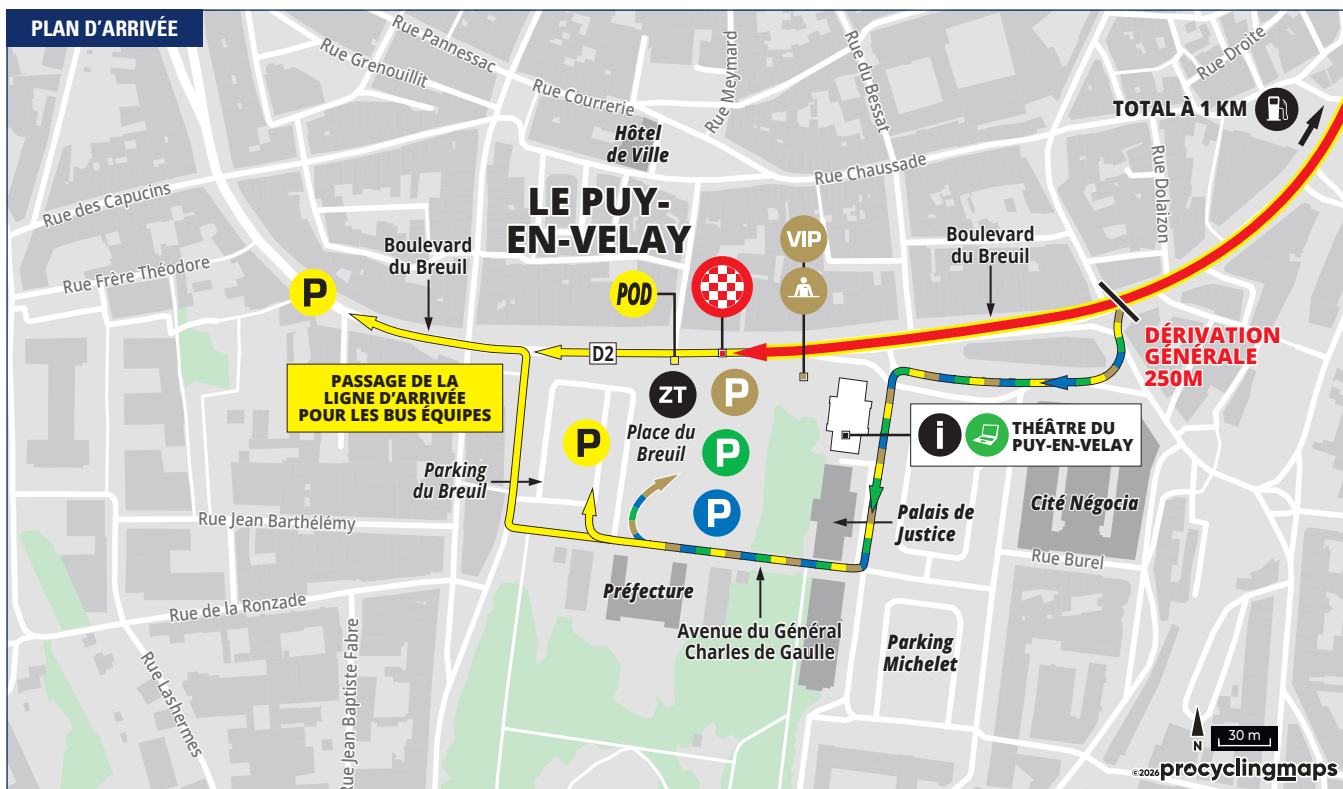 PLAN D'ARRIVÉE
Rue Pannessac
Rue Grenouillit
Rue Courrerie
Rue Meymard
Rue du Bessat
Rue Droite
TOTAL À 1 KM
Hôtel
de Ville
Rue Chaussade
Rue Dolaizon
Rue des Capucins
LE PUY-
EN-VELAY
VIP
Boulevard
du Breuil
Boulevard
du Breuil
Rue Frère Théodore
P
POD
D2
DÉRIVATION
GÉNÉRALE
250M
PASSAGE DE LA
LIGNE D'ARRIVÉE
POUR LES BUS ÉQUIPES
ZT
P
Place du
Breuil
P
P
P
i
THÉÂTRE DU
PUY-EN-VELAY
Parking
du Breuil
Palais de
Justice
Cité Négocia
Rue Jean Barthélémy
Rue Burel
Préfecture
Rue de la Ronzade
Avenue du Général
Charles de Gaulle
Parking
Michelet
Rue Lashermes
Rue Jean Baptiste Fabre
N
30 m
©2026 procyclingmaps